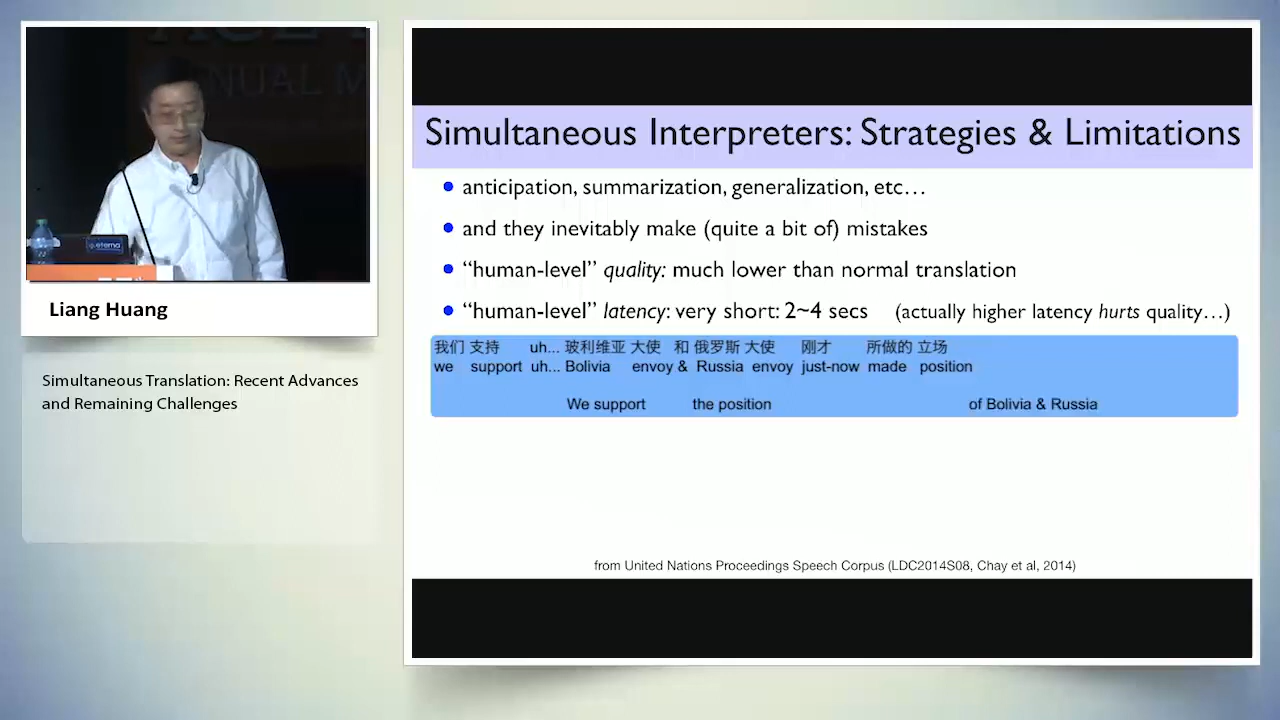 NUAL M
eterna
Liang Huang
Simultaneous Translation: Recent Advances
and Remaining Challenges
Simultaneous Interpreters: Strategies & Limitations
anticipation, summarization, generalization, etc…
and they inevitably make (quite a bit of) mistakes
“human-level” quality: much lower than normal translation
“human-level” latency: very short: 2~4 secs (actually higher latency hurts quality…)
我们 支持 uh... 玻利维亚 大使 和 俄罗斯 大使 刚才 所做的 立场
we support uh... Bolivia envoy & Russia envoy just-now made position
We support the position of Bolivia & Russia
from United Nations Proceedings Speech Corpus (LDC2014S08, Chay et al, 2014)